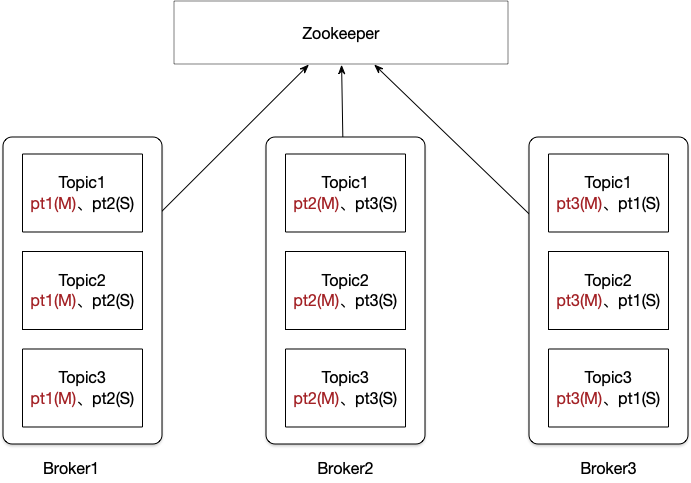 Zookeeper
Topic1
pt1(M)、pt2(S)
Topic2
pt1(M)、pt2(S)
Topic3
pt1(M)、pt2(S)
Broker1
Topic1
pt2(M)、pt3(S)
Topic2
pt2(M)、pt3(S)
Topic3
pt2(M)、pt3(S)
Broker2
Topic1
pt3(M)、pt1(S)
Topic2
pt3(M)、pt1(S)
Topic3
pt3(M)、pt1(S)
Broker3